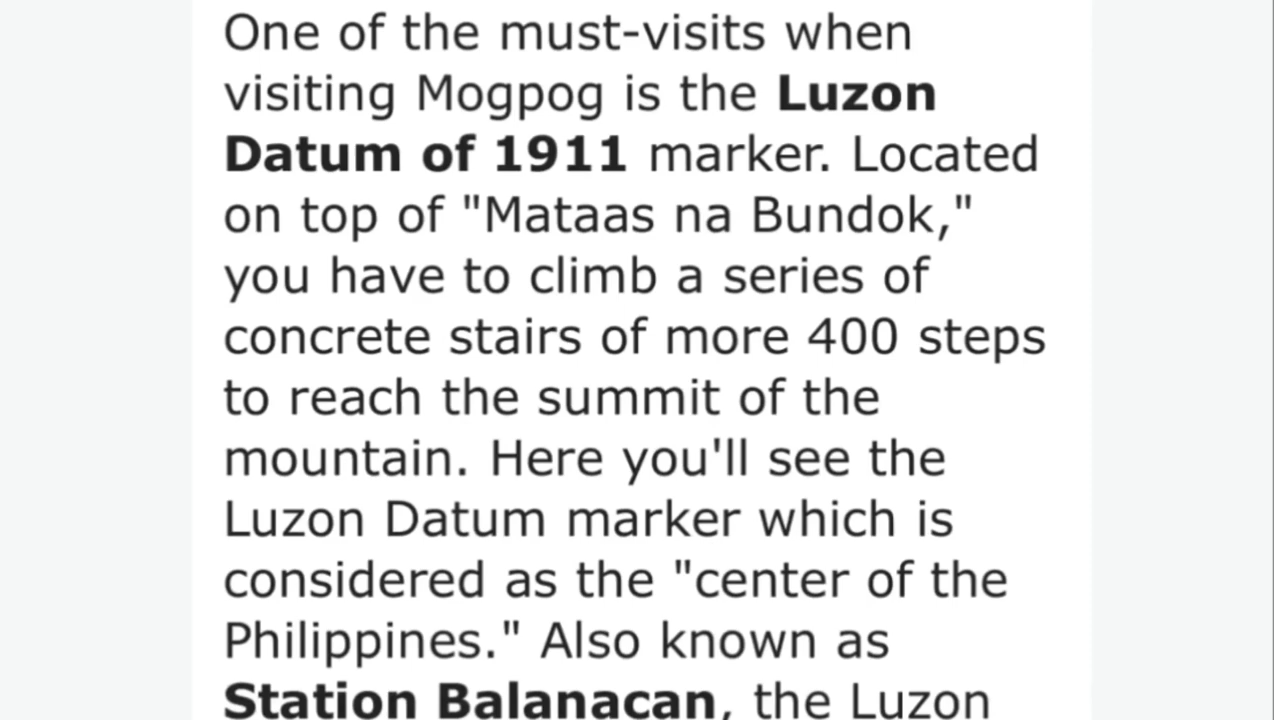 One of the must-visits when
visiting Mogpog is the Luzon
Datum of 1911 marker. Located
on top of "Mataas na Bundok,"
you have to climb a series of
concrete stairs of more 400 steps
to reach the summit of the
mountain. Here you'll see the
Luzon Datum marker which is
considered as the "center of the
Philippines." Also known as
Station Balanacan, the Luzon